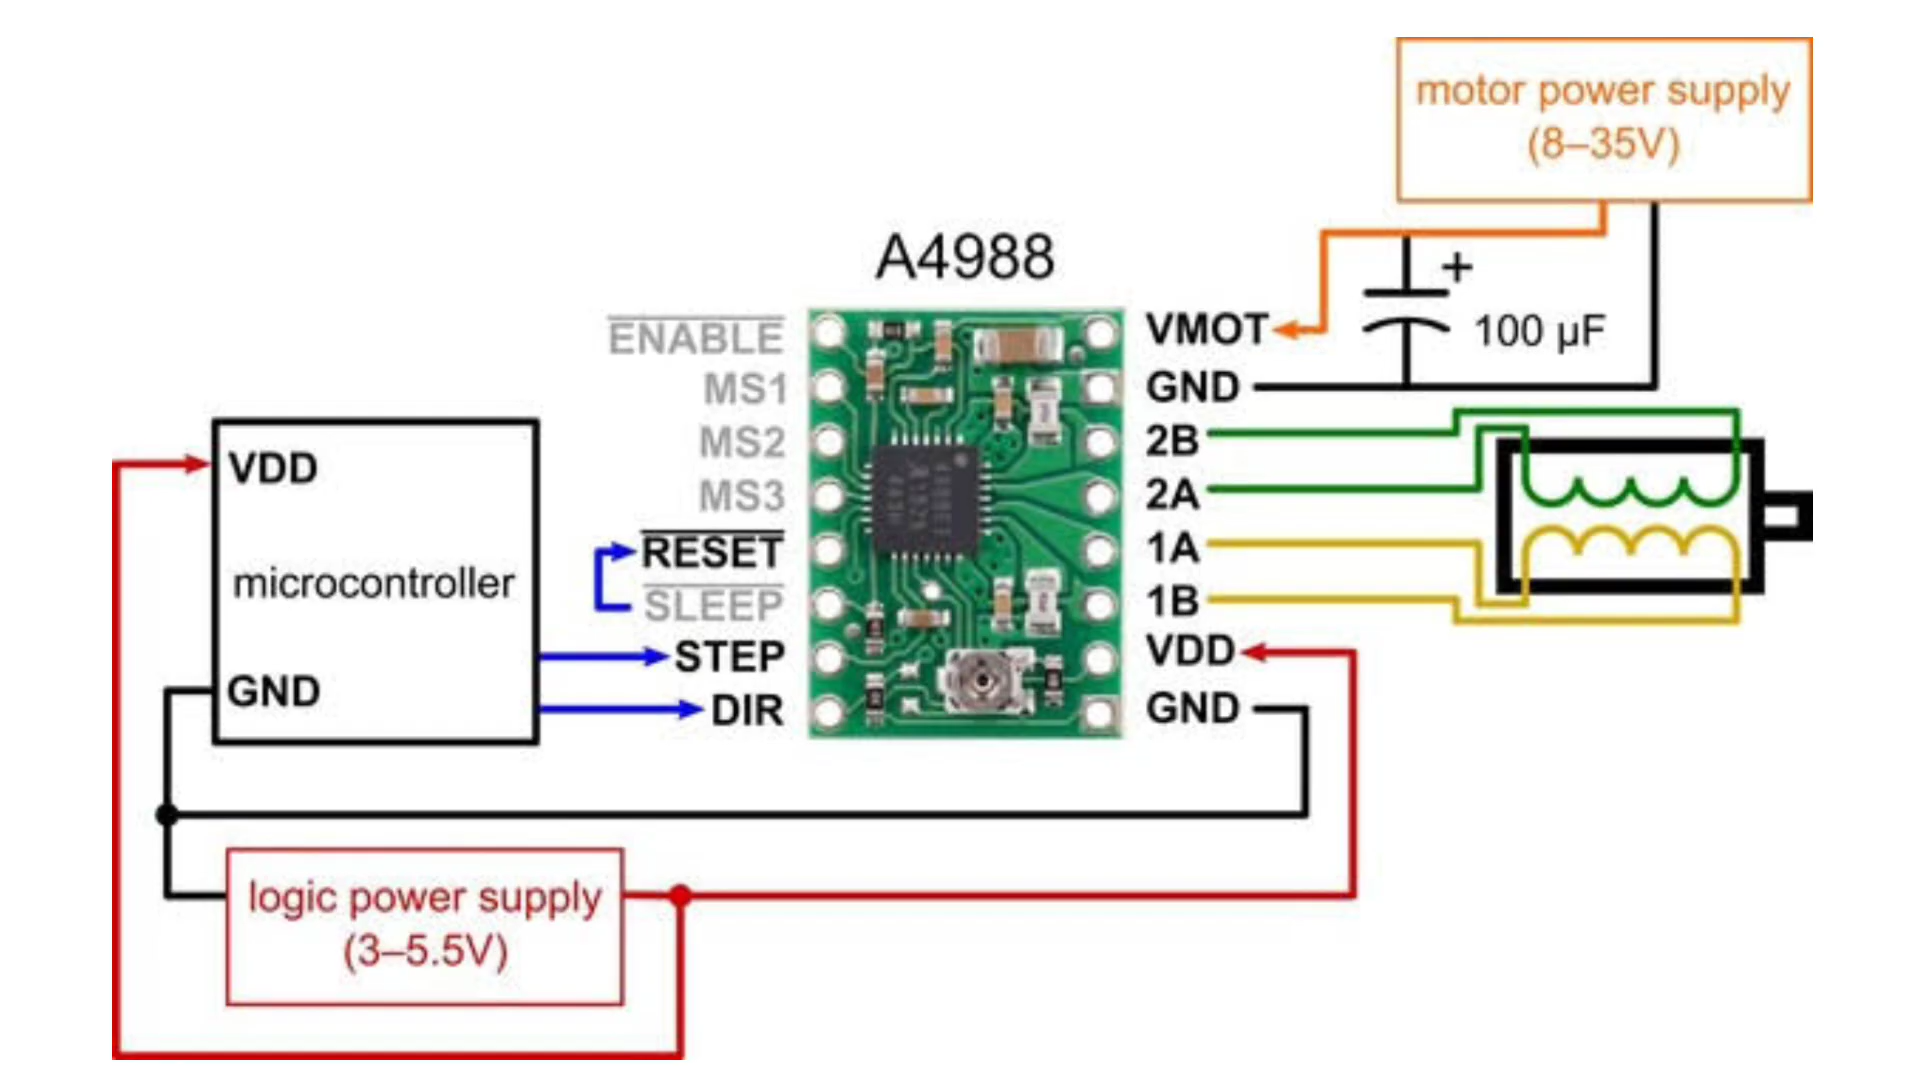 motor power supply
(8–35V)
A4988
+
100 µF
ENABLE
MS1
MS2
MS3
RESET
SLEEP
STEP
DIR
VMOT
GND
2B
2A
1A
1B
VDD
GND
VDD
microcontroller
GND
logic power supply
(3–5.5V)